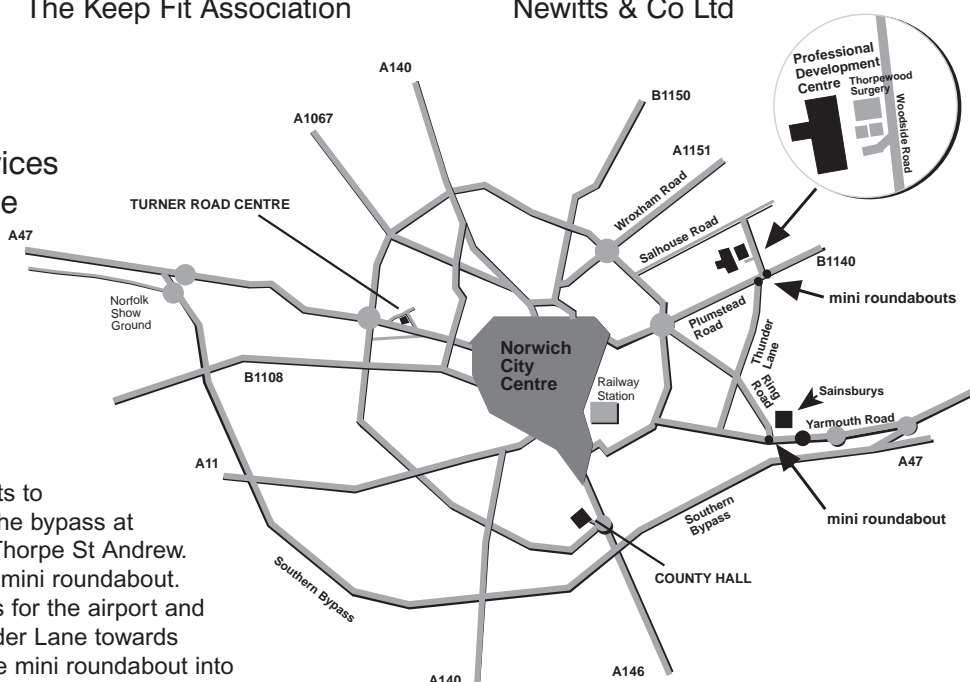 The Keep Fit Association
Newitts & Co Ltd
Professional
Development
Centre
Thorpewood
Surgery
Woodside Road
A140
B1150
A1067
A1151
vices
e
TURNER ROAD CENTRE
Wroxham Road
Salhouse Road
A47
B1140
Norfolk
Show
Ground
mini roundabouts
Plumstead
Road
Thunder
Lane
Norwich
City
Centre
Railway
Station
Ring
Road
Sainsburys
B1108
Yarmouth Road
A11
A47
ts to
he bypass at
Thorpe St Andrew.
mini roundabout.
s for the airport and
der Lane towards
e mini roundabout into
Southern
Bypass
mini roundabout
Southern Bypass
COUNTY HALL
A140
A146